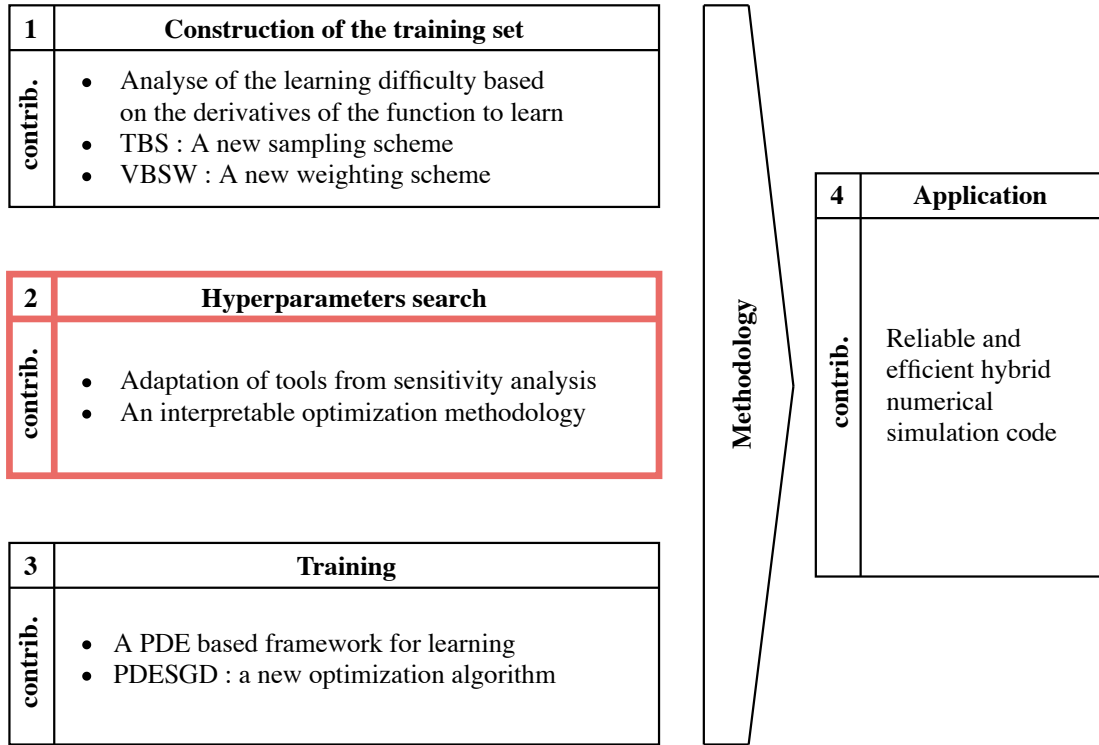 1 Construction of the training set
contrib.
• Analyse of the learning difficulty based
on the derivatives of the function to learn
• TBS : A new sampling scheme
• VBSW : A new weighting scheme
2 Hyperparameters search
contrib.
• Adaptation of tools from sensitivity analysis
• An interpretable optimization methodology
3 Training
contrib.
• A PDE based framework for learning
• PDESGD : a new optimization algorithm
Methodology
4 Application
contrib.
Reliable and
efficient hybrid
numerical
simulation code